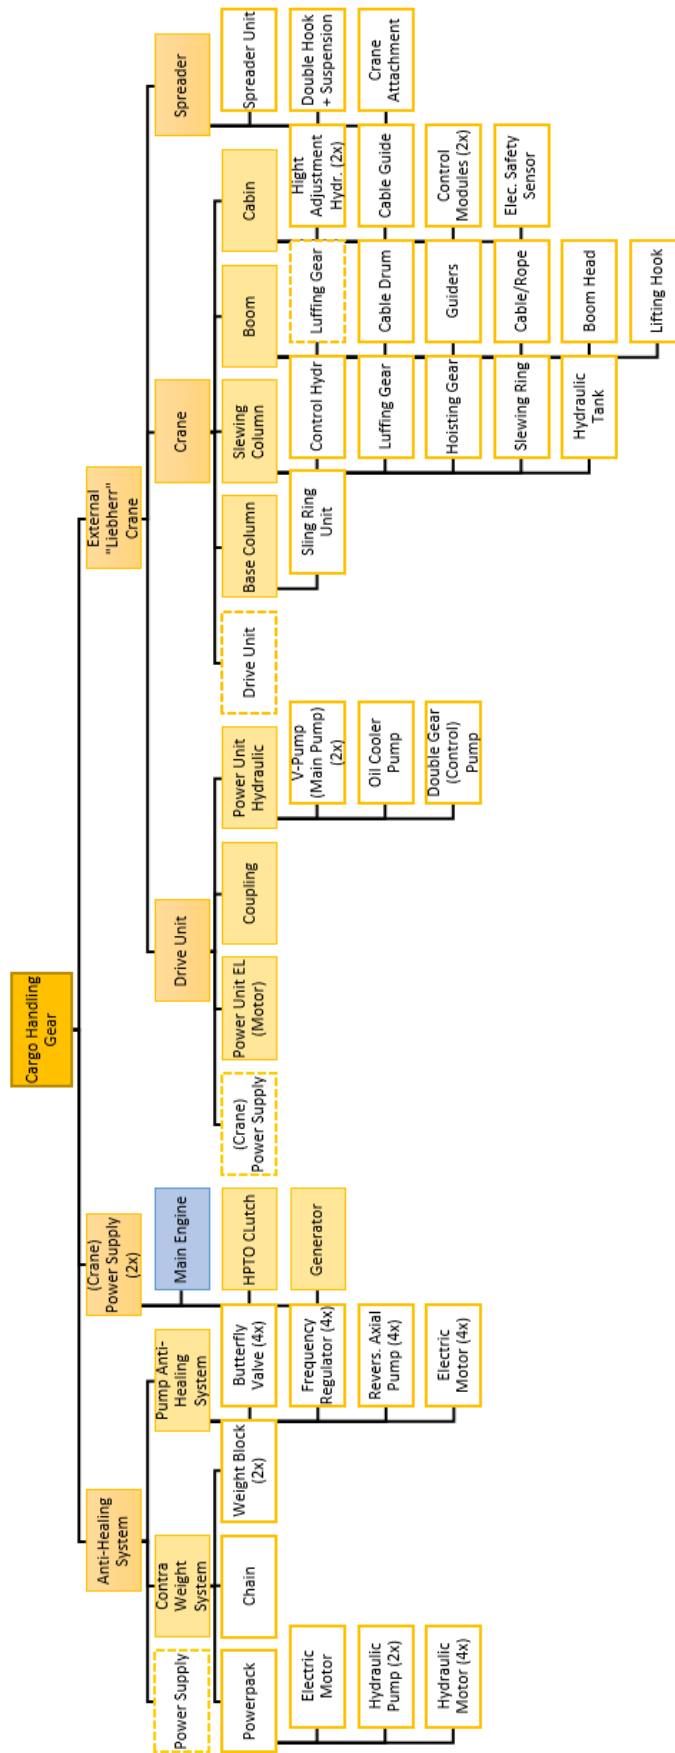 Cargo Handling
Gear
Anti-Healing
System
(Crane)
Power Supply
(2x)
External
"Liebherr"
Crane
Power Supply
Contra
Weight
System
Pump Anti-
Healing
System
Main Engine
Drive Unit
Crane
Spreader
Powerpack
Chain
Weight Block
(2x)
Butterfly
Valve (4x)
HPTO CLutch
(Crane)
Power Supply
Power Unit EL
(Motor)
Coupling
Power Unit
Hydraulic
Drive Unit
Base Column
Slewing
Column
Boom
Cabin
Spreader Unit
Electric
Motor
Frequency
Regulator (4x)
Generator
V-Pump
(Main Pump)
(2x)
Sling Ring
Unit
Control Hydr
Luffing Gear
Hight
Adjustment
Hydr. (2x)
Double Hook
+ Suspension
Hydraulic
Pump (2x)
Revers. Axial
Pump (4x)
Oil Cooler
Pump
Luffing Gear
Cable Drum
Cable Guide
Crane
Attachment
Hydraulic
Motor (4x)
Electric
Motor (4x)
Double Gear
(Control)
Pump
Hoisting Gear
Guiders
Control
Modules (2x)
Slewing Ring
Cable/Rope
Elec. Safety
Sensor
Hydraulic
Tank
Boom Head
Lifting Hook